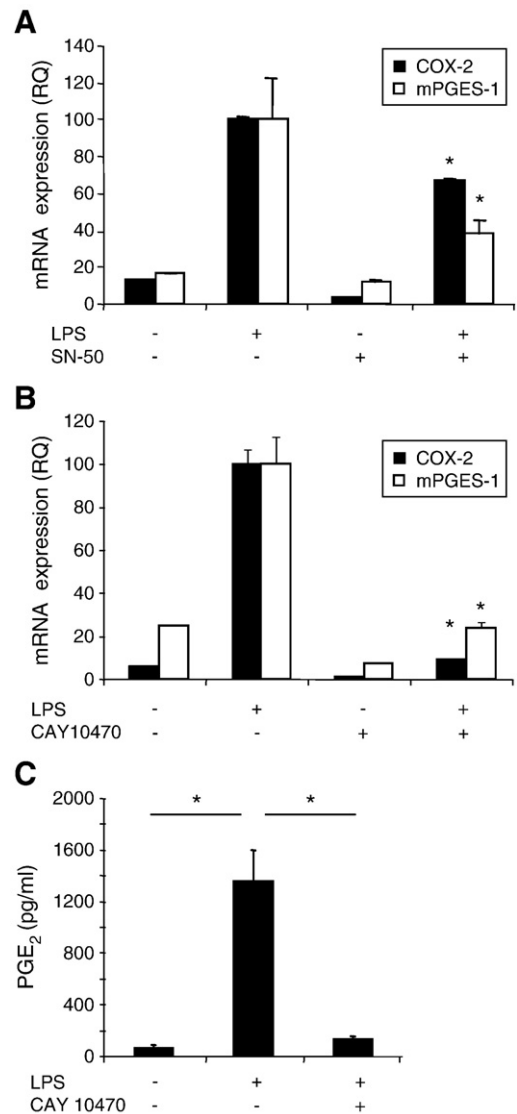 A
140
120
100
80
60
40
20
0
mRNA expression (RQ)
COX-2
mPGES-1
* *
LPS - + - +
SN-50 - - + +
B
120
100
80
60
40
20
0
mRNA expression (RQ)
COX-2
mPGES-1
* *
LPS - + - +
CAY10470 - - + +
C
2000
1600
1200
800
400
0
PGE2 (pg/ml)
* *
LPS - + +
CAY 10470 - - +